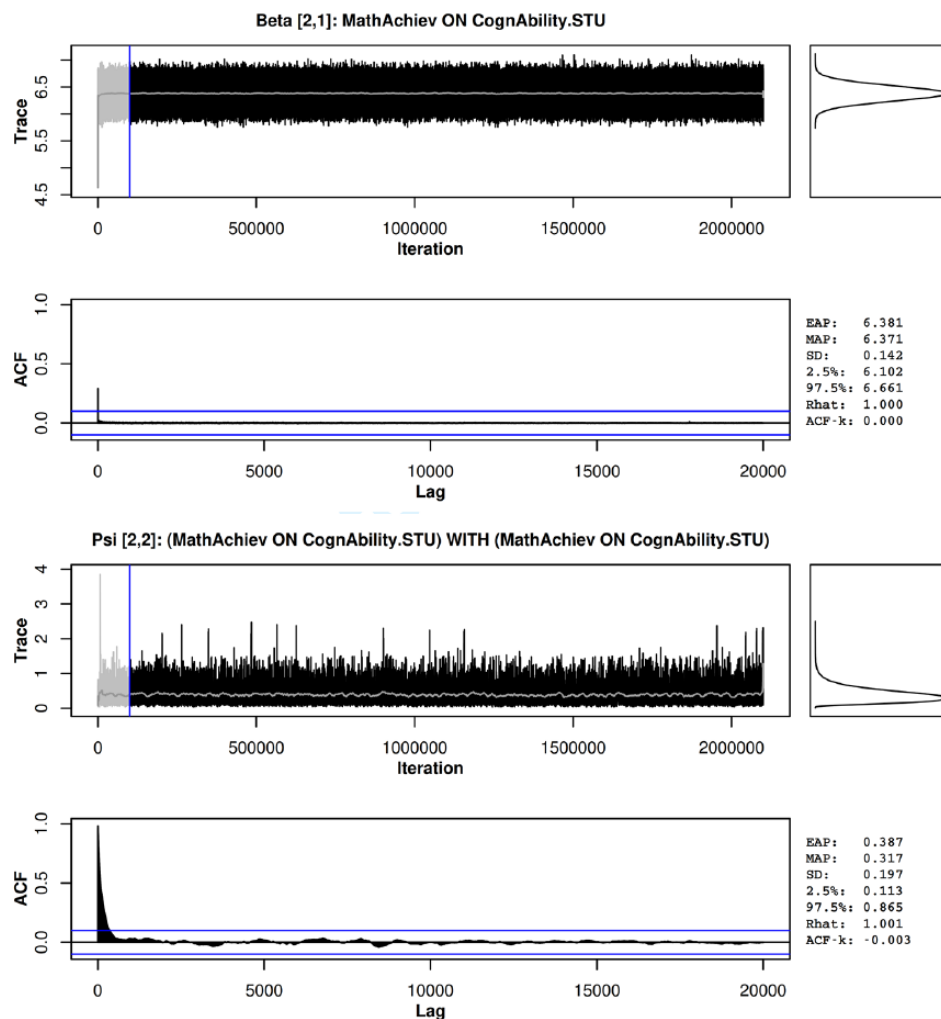 Beta [2,1]: MathAchiev ON CognAbility.STU
Trace
6.5
5.5
4.5
0 500000 1000000 1500000 2000000
Iteration
ACF
1.0
0.5
0.0
0 5000 10000 15000 20000
Lag
EAP: 6.381
MAP: 6.371
SD: 0.142
2.5%: 6.102
97.5%: 6.661
Rhat: 1.000
ACF-k: 0.000
Psi [2,2]: (MathAchiev ON CognAbility.STU) WITH (MathAchiev ON CognAbility.STU)
Trace
4
3
2
1
0
0 500000 1000000 1500000 2000000
Iteration
ACF
1.0
0.5
0.0
0 5000 10000 15000 20000
Lag
EAP: 0.387
MAP: 0.317
SD: 0.197
2.5%: 0.113
97.5%: 0.865
Rhat: 1.001
ACF-k: -0.003